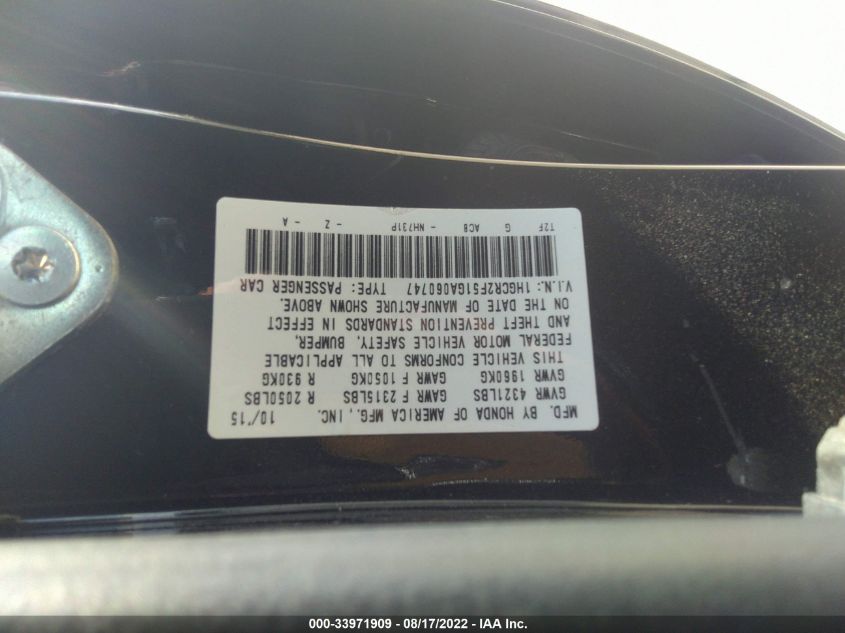 MFD. BY HONDA OF AMERICA MFG., INC. 10/'15
GVWR 4321LBS GAWR F 2315LBS R 2050LBS
GVWR 1960KG GAWR F 1050KG R 930KG
THIS VEHICLE CONFORMS TO ALL APPLICABLE
FEDERAL MOTOR VEHICLE SAFETY, BUMPER,
AND THEFT PREVENTION STANDARDS IN EFFECT
ON THE DATE OF MANUFACTURE SHOWN ABOVE.
V.I.N.: 1HGCR2F51GA060747 TYPE: PASSENGER CAR
T2F G AC8 - NH731P - Z - A
000-33971909 - 08/17/2022 - IAA Inc.